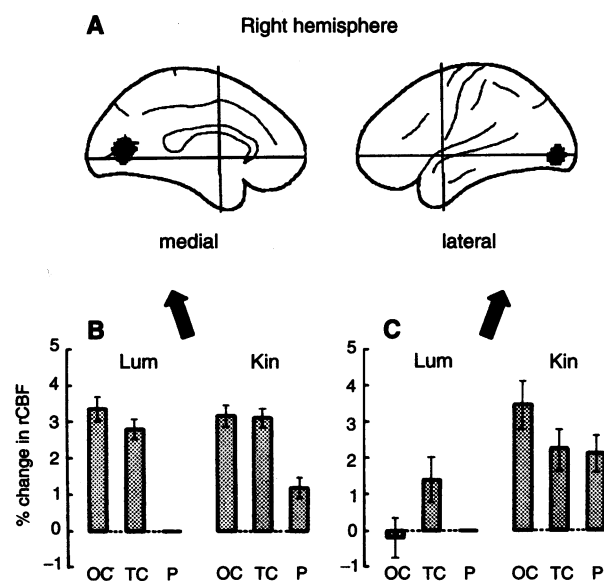 A Right hemisphere
medial lateral
B C
5 5
Lum Kin Lum Kin
4 4
3 3
2 2
1 1
0 0
−1 −1
% change in rCBF
OC TC P OC TC P OC TC P OC TC P